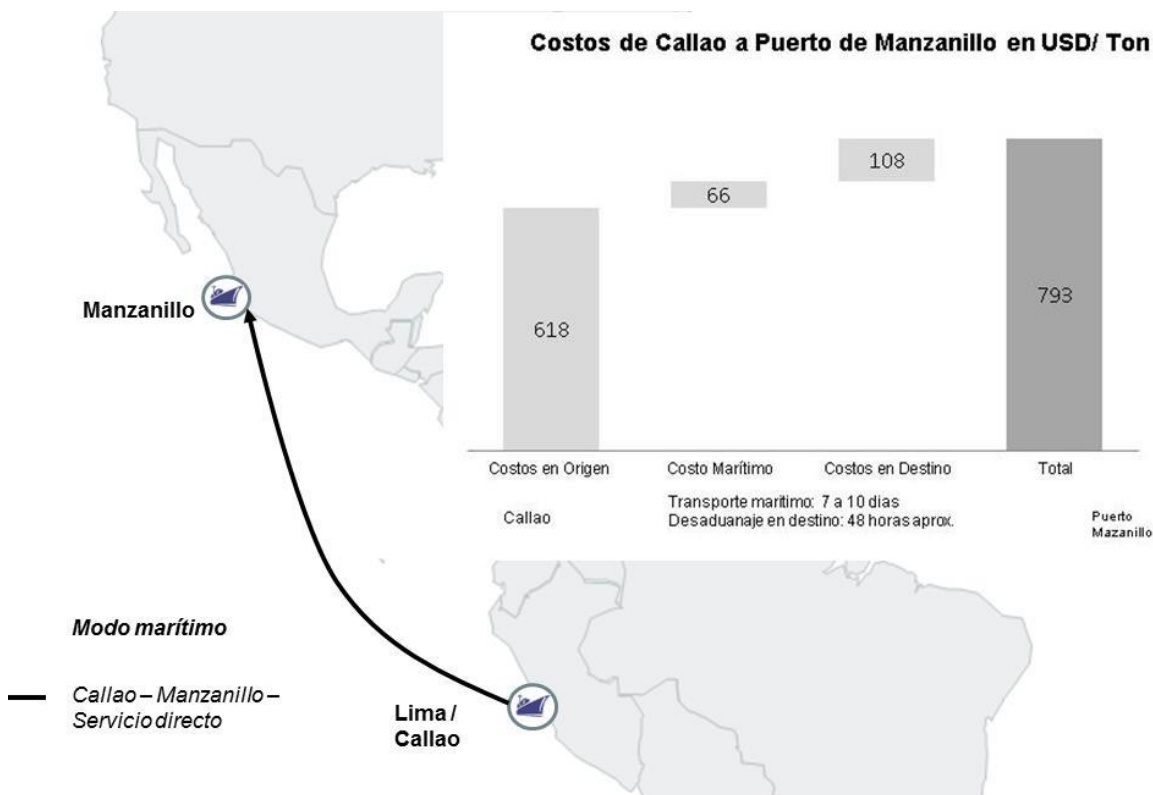 Costos de Callao a Puerto de Manzanillo en USD/ Ton
108
66
793
618
Costos en Origen
Costo Marítimo
Costos en Destino
Total
Callao
Transporte maritimo: 7 a 10 dias
Desaduanaje en destino: 48 horas aprox.
Puerto
Mazanillo
Manzanillo
Modo marítimo
Callao – Manzanillo –
Servicio directo
Lima /
Callao